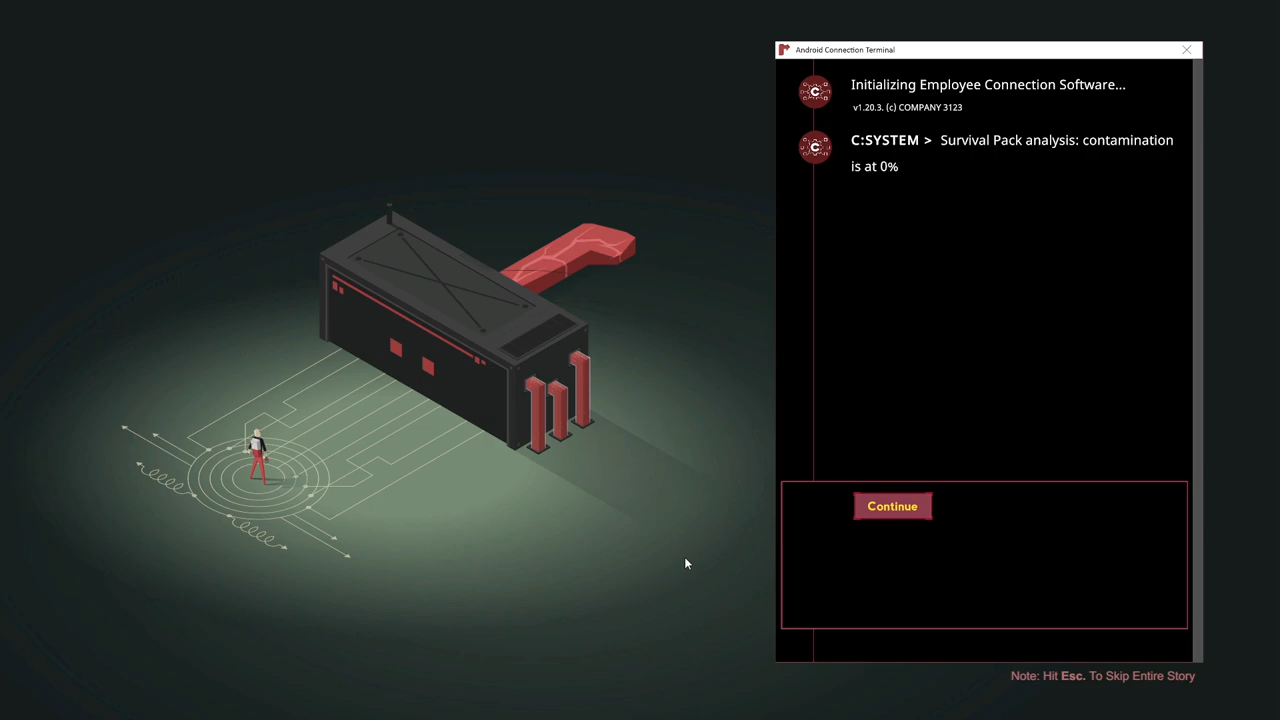 Android Connection Terminal
Initializing Employee Connection Software...
v1.20.3. (c) COMPANY 3123
C:SYSTEM > Survival Pack analysis: contamination
is at 0%
Continue
Note: Hit Esc. To Skip Entire Story